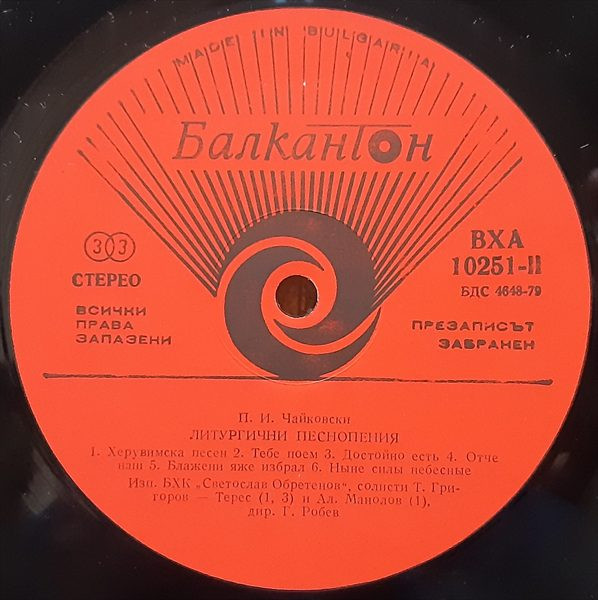 MADE IN BULGARIA
Балкантон
33
СТЕРЕО
ВХА
10251-II
БДС 4648-79
ВСИЧКИ
ПРАВА
ЗАПАЗЕНИ
ПРЕЗАПИСЪТ
ЗАБРАНЕН
П. И. Чайковски
ЛИТУРГИЧНИ ПЕСНОПЕНИЯ
1. Херувимска песен 2. Тебе поем 3. Достойно есть 4. Отче
наш 5. Блажени яже избрал 6. Ныне силы небесные
Изп. БХК „Светослав Обретенов“, солисти Т. Гри-
горов — Терес (1, 3) и Ал. Манолов (1),
дир. Г. Робев